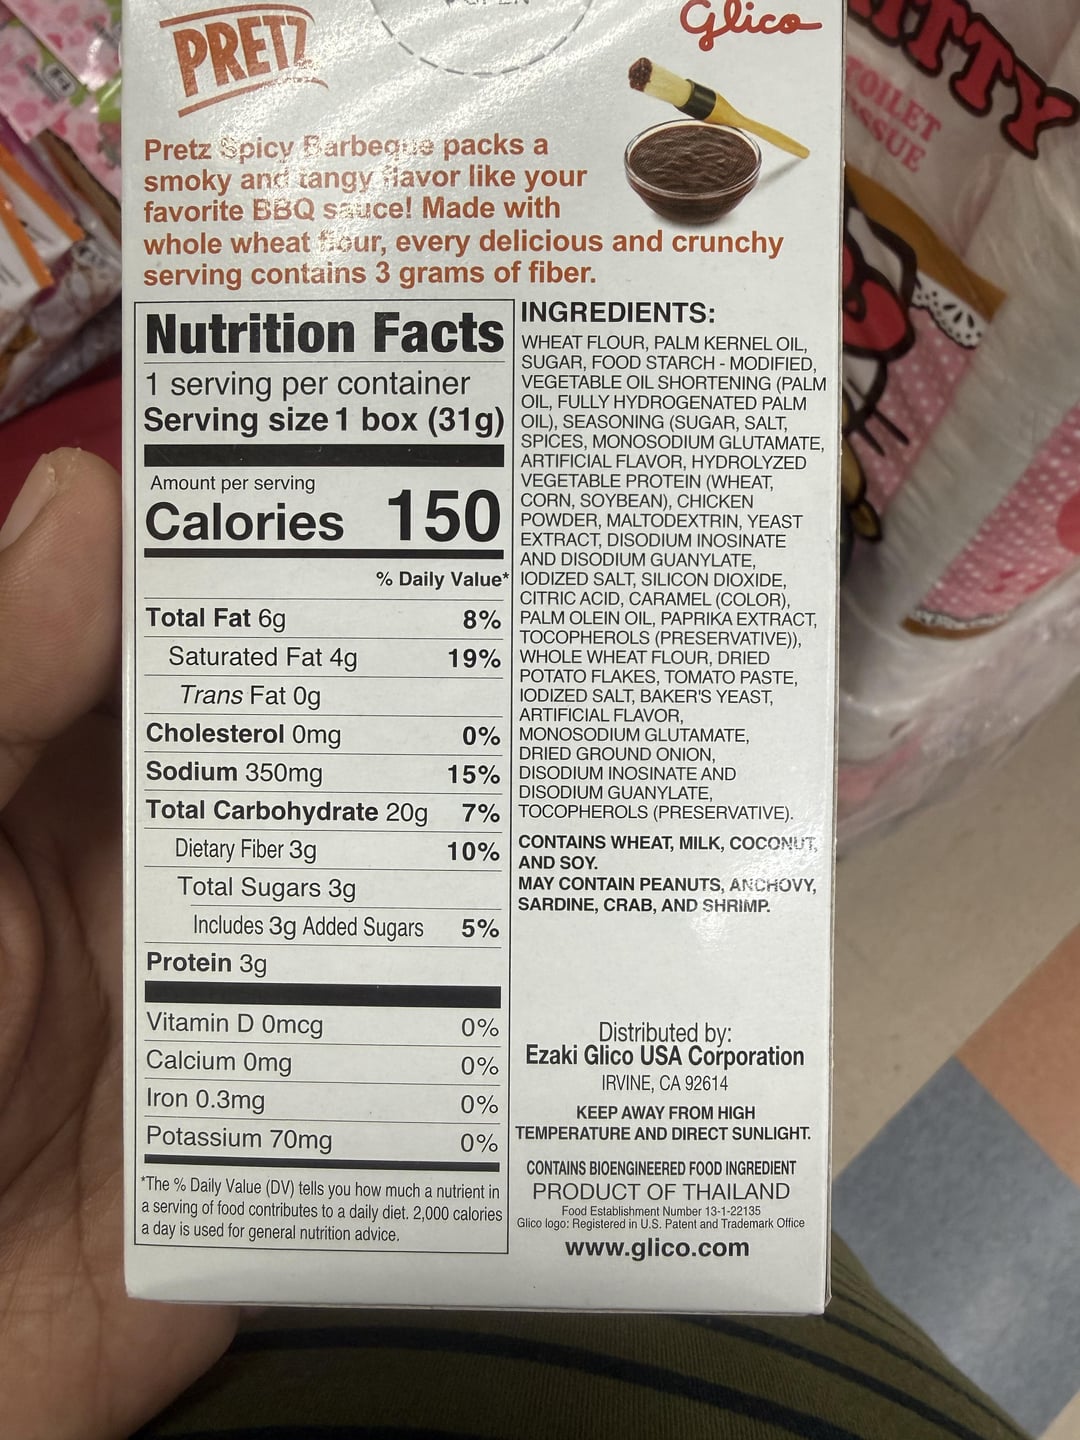 PRETZ
Glico
Pretz Spicy Barbeque packs a
smoky and tangy flavor like your
favorite BBQ sauce! Made with
whole wheat flour, every delicious and crunchy
serving contains 3 grams of fiber.
Nutrition Facts
1 serving per container
Serving size 1 box (31g)
Amount per serving
Calories 150
% Daily Value*
Total Fat 6g 8%
Saturated Fat 4g 19%
Trans Fat 0g
Cholesterol 0mg 0%
Sodium 350mg 15%
Total Carbohydrate 20g 7%
Dietary Fiber 3g 10%
Total Sugars 3g
Includes 3g Added Sugars 5%
Protein 3g
Vitamin D 0mcg 0%
Calcium 0mg 0%
Iron 0.3mg 0%
Potassium 70mg 0%
*The % Daily Value (DV) tells you how much a nutrient in
a serving of food contributes to a daily diet. 2,000 calories
a day is used for general nutrition advice.
INGREDIENTS:
WHEAT FLOUR, PALM KERNEL OIL,
SUGAR, FOOD STARCH - MODIFIED,
VEGETABLE OIL SHORTENING (PALM
OIL, FULLY HYDROGENATED PALM
OIL), SEASONING (SUGAR, SALT,
SPICES, MONOSODIUM GLUTAMATE,
ARTIFICIAL FLAVOR, HYDROLYZED
VEGETABLE PROTEIN (WHEAT,
CORN, SOYBEAN), CHICKEN
POWDER, MALTODEXTRIN, YEAST
EXTRACT, DISODIUM INOSINATE
AND DISODIUM GUANYLATE,
IODIZED SALT, SILICON DIOXIDE,
CITRIC ACID, CARAMEL (COLOR),
PALM OLEIN OIL, PAPRIKA EXTRACT,
TOCOPHEROLS (PRESERVATIVE)),
WHOLE WHEAT FLOUR, DRIED
POTATO FLAKES, TOMATO PASTE,
IODIZED SALT, BAKER'S YEAST,
ARTIFICIAL FLAVOR,
MONOSODIUM GLUTAMATE,
DRIED GROUND ONION,
DISODIUM INOSINATE AND
DISODIUM GUANYLATE,
TOCOPHEROLS (PRESERVATIVE).
CONTAINS WHEAT, MILK, COCONUT,
AND SOY.
MAY CONTAIN PEANUTS, ANCHOVY,
SARDINE, CRAB, AND SHRIMP.
Distributed by:
Ezaki Glico USA Corporation
IRVINE, CA 92614
KEEP AWAY FROM HIGH
TEMPERATURE AND DIRECT SUNLIGHT.
CONTAINS BIOENGINEERED FOOD INGREDIENT
PRODUCT OF THAILAND
Food Establishment Number 13-1-22135
Glico logo: Registered in U.S. Patent and Trademark Office
www.glico.com